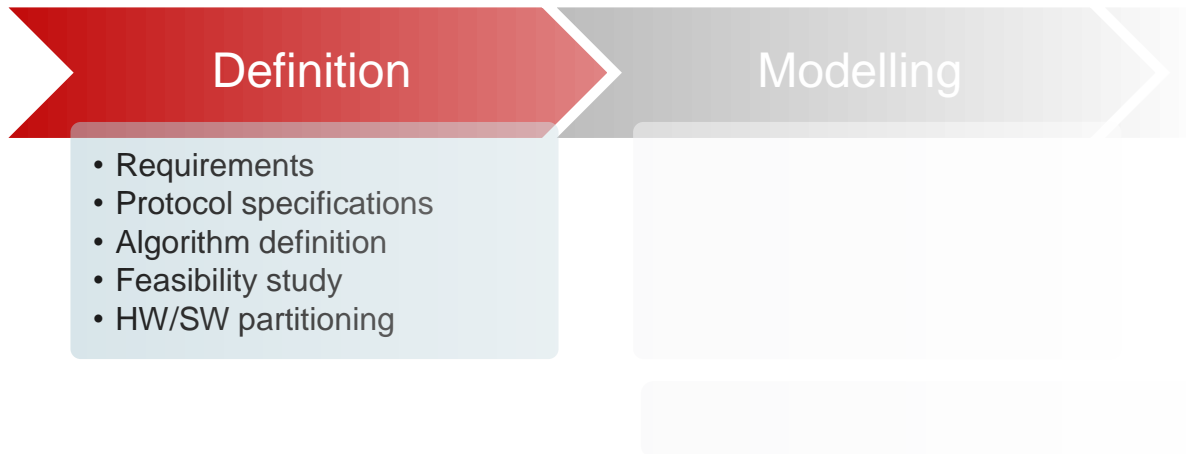 Definition
Modelling
• Requirements
• Protocol specifications
• Algorithm definition
• Feasibility study
• HW/SW partitioning